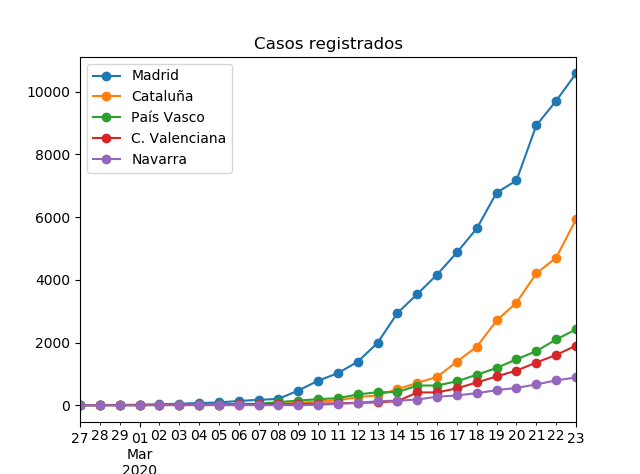 Casos registrados
Madrid
Cataluña
País Vasco
C. Valenciana
Navarra
10000
8000
6000
4000
2000
0
27 28 29 01 02 03 04 05 06 07 08 09 10 11 12 13 14 15 16 17 18 19 20 21 22 23
Mar
2020